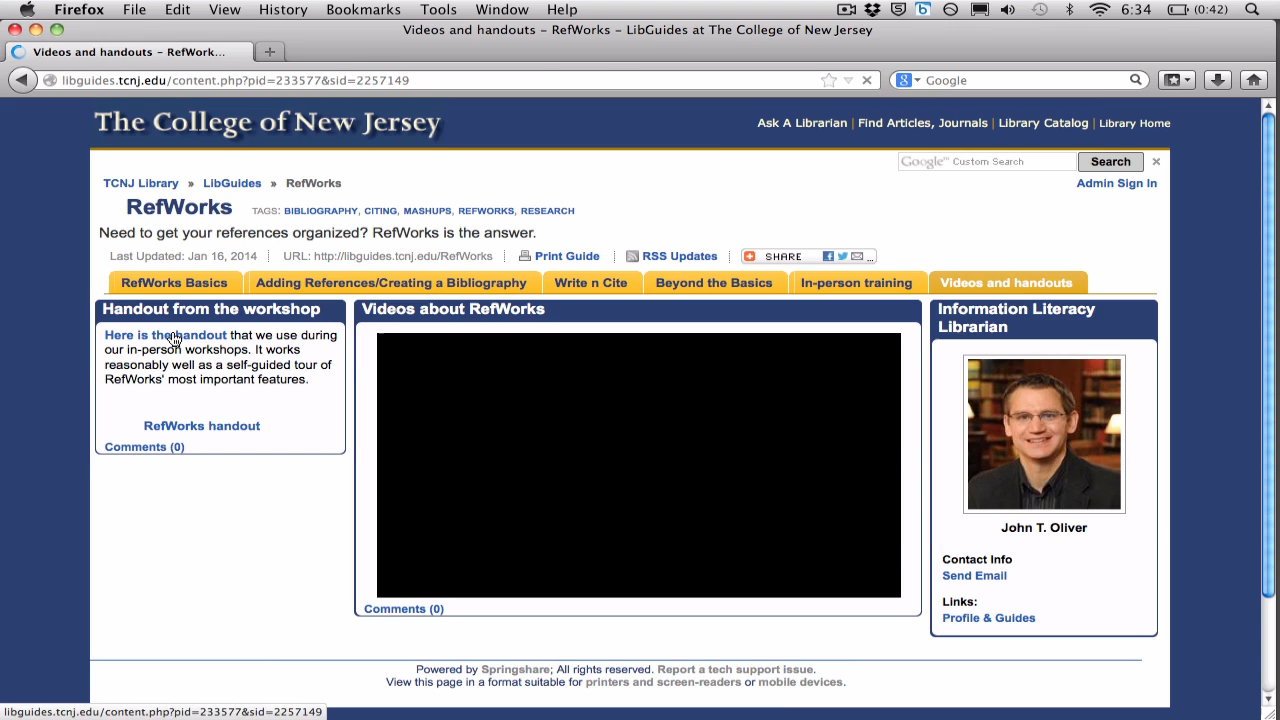 Firefox File Edit View History Bookmarks Tools Window Help 6:34 (0:42)
Videos and handouts – RefWorks – LibGuides at The College of New Jersey
Videos and handouts – RefWork...
libguides.tcnj.edu/content.php?pid=233577&sid=2257149
Google
The College of New Jersey
Ask A Librarian | Find Articles, Journals | Library Catalog | Library Home
Google™ Custom Search Search ×
TCNJ Library » LibGuides » RefWorks
Admin Sign In
RefWorks TAGS: BIBLIOGRAPHY, CITING, MASHUPS, REFWORKS, RESEARCH
Need to get your references organized? RefWorks is the answer.
Last Updated: Jan 16, 2014 URL: http://libguides.tcnj.edu/RefWorks Print Guide RSS Updates SHARE ...
RefWorks Basics Adding References/Creating a Bibliography Write n Cite Beyond the Basics In-person training Videos and handouts
Handout from the workshop
Here is the handout that we use during
our in-person workshops. It works
reasonably well as a self-guided tour of
RefWorks' most important features.
RefWorks handout
Comments (0)
Videos about RefWorks
Comments (0)
Information Literacy
Librarian
John T. Oliver
Contact Info
Send Email
Links:
Profile & Guides
Powered by Springshare; All rights reserved. Report a tech support issue.
View this page in a format suitable for printers and screen-readers or mobile devices.
libguides.tcnj.edu/content.php?pid=233577&sid=2257149